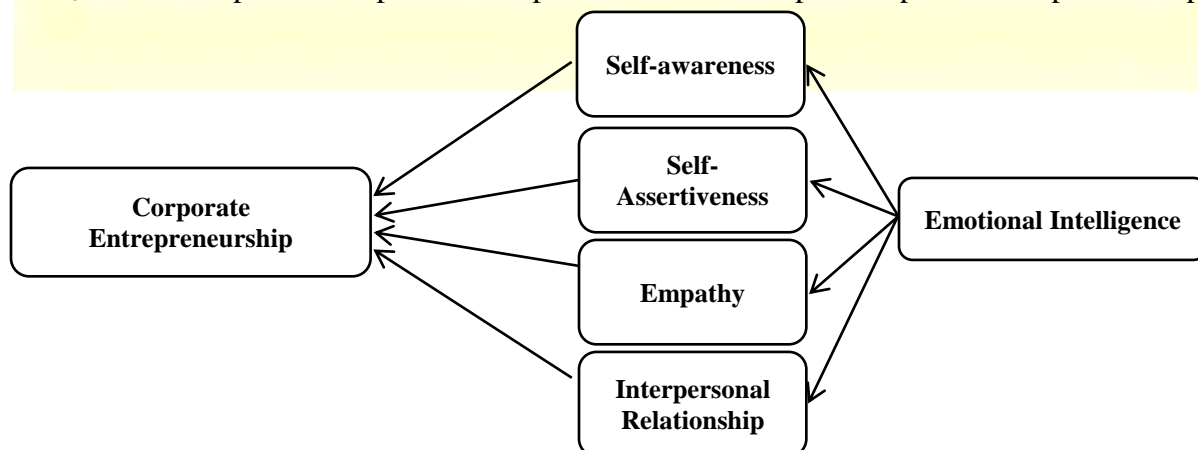 Self-awareness
Self-
Assertiveness
Corporate
Entrepreneurship
Emotional Intelligence
Empathy
Interpersonal
Relationship